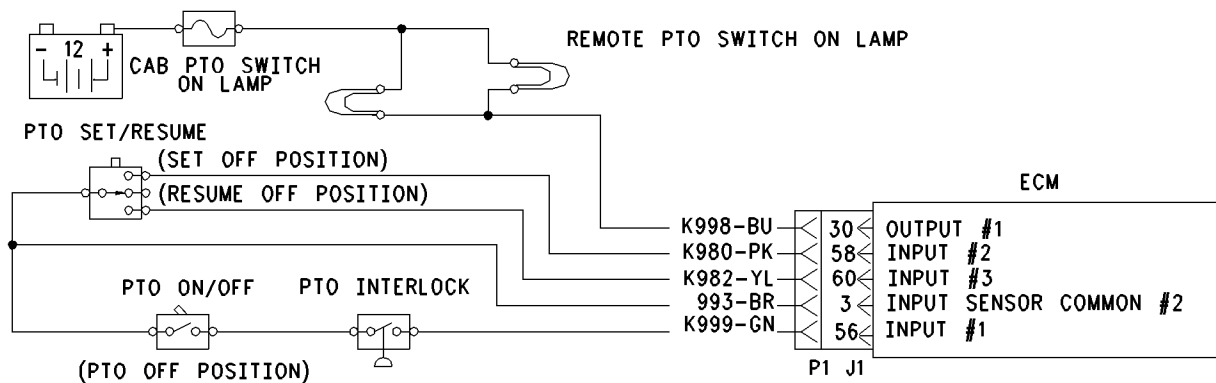 REMOTE PTO SWITCH ON LAMP
- 12 +
CAB PTO SWITCH
ON LAMP
PTO SET/RESUME
(SET OFF POSITION)
(RESUME OFF POSITION)
ECM
K998-BU 30 OUTPUT #1
K980-PK 58 INPUT #2
K982-YL 60 INPUT #3
993-BR 3 INPUT SENSOR COMMON #2
K999-GN 56 INPUT #1
PTO ON/OFF
PTO INTERLOCK
(PTO OFF POSITION)
P1 J1